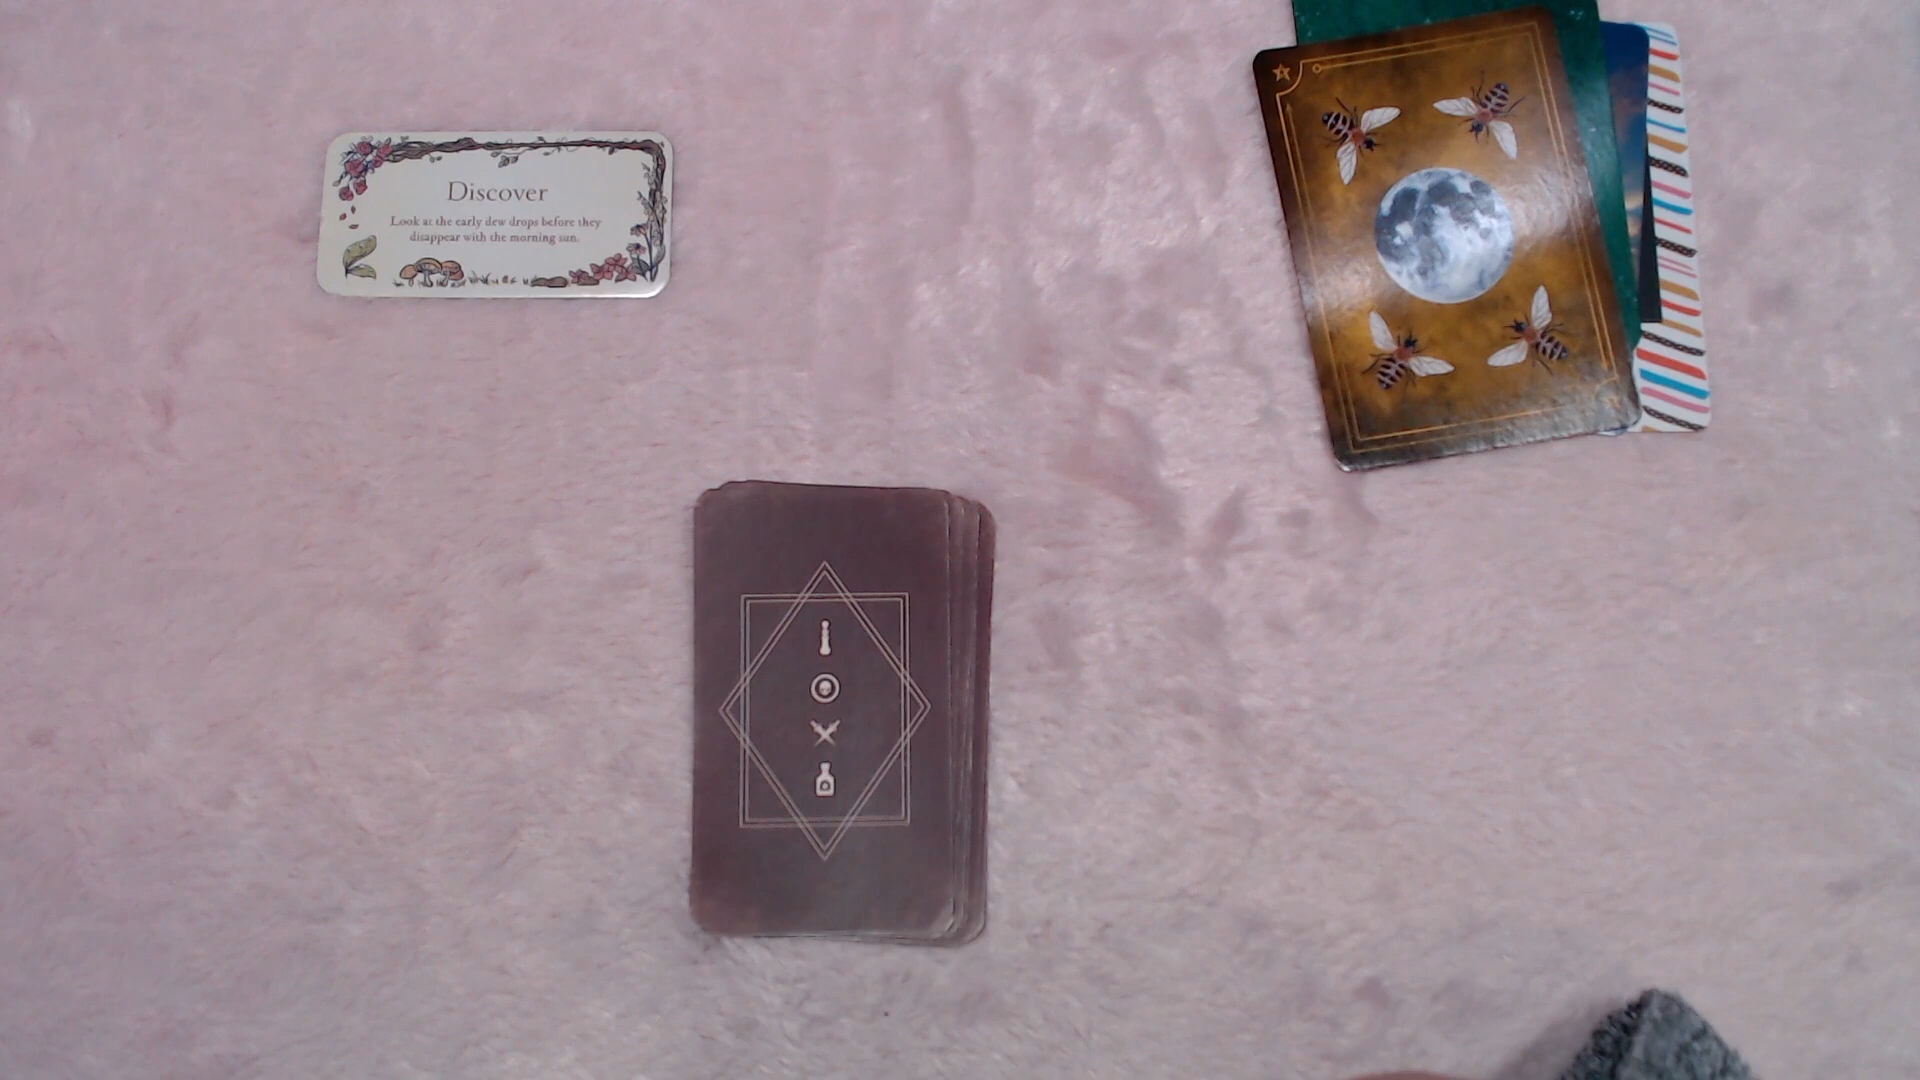 Discover
Look at the early dew drops before they
disappear with the morning sun.